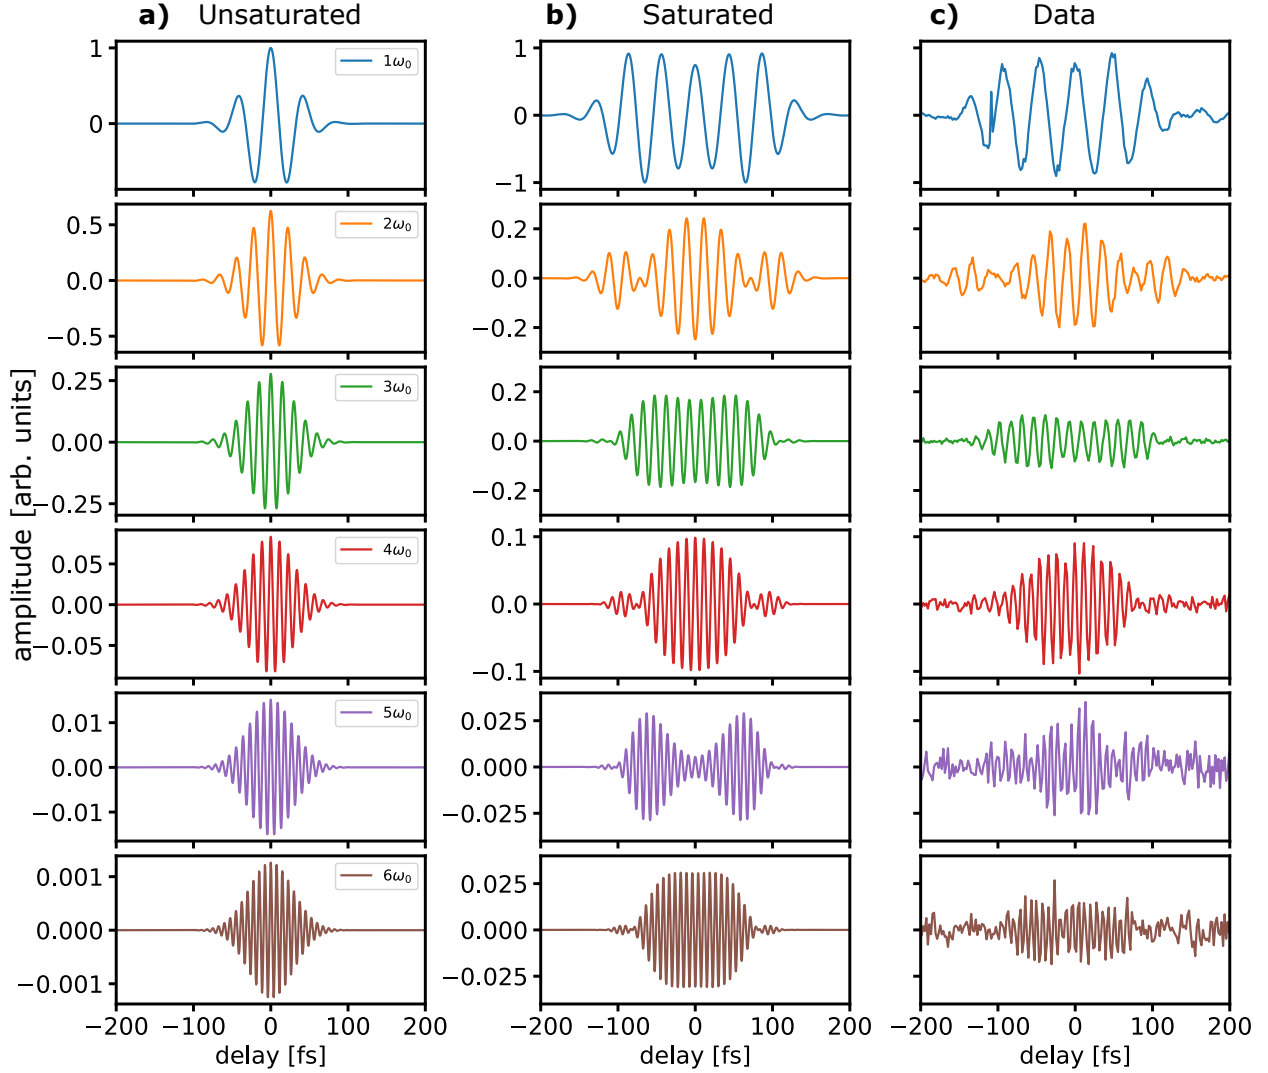 a) Unsaturated
b) Saturated
c) Data
1
0
1ω₀
1
0
−1
0.5
0.0
−0.5
2ω₀
0.2
0.0
−0.2
0.25
0.00
−0.25
3ω₀
0.2
0.0
−0.2
amplitude [arb. units]
0.05
0.00
−0.05
4ω₀
0.1
0.0
−0.1
0.01
0.00
−0.01
5ω₀
0.025
0.000
−0.025
0.001
0.000
−0.001
6ω₀
0.025
0.000
−0.025
−200 −100 0 100 200
−200 −100 0 100 200
−200 −100 0 100 200
delay [fs]
delay [fs]
delay [fs]